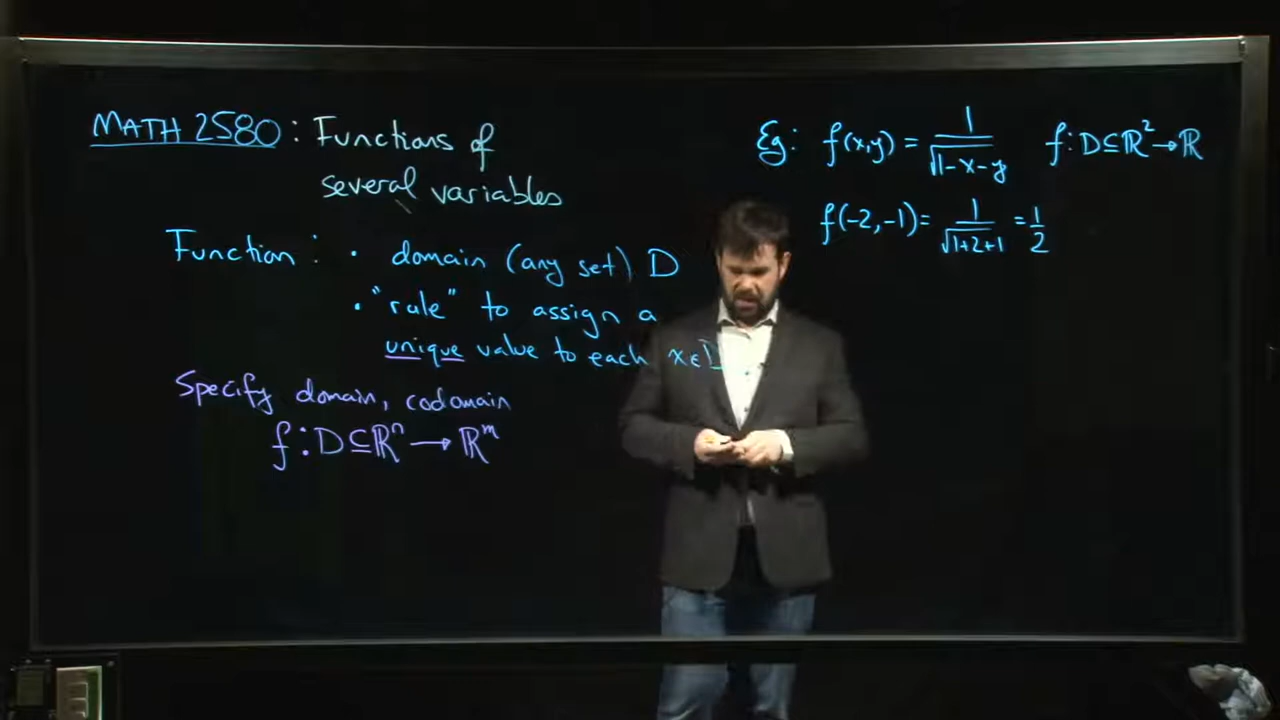 MATH 2580: Functions of
several variables
Function: • domain (any set) D
• "rule" to assign a
unique value to each x∈D.
Specify domain, codomain
f: D⊆ℝⁿ → ℝᵐ
Eg: f(x,y) = 1/√(1-x-y) f: D⊆ℝ² → ℝ
f(-2,-1) = 1/√(1+2+1) = 1/2